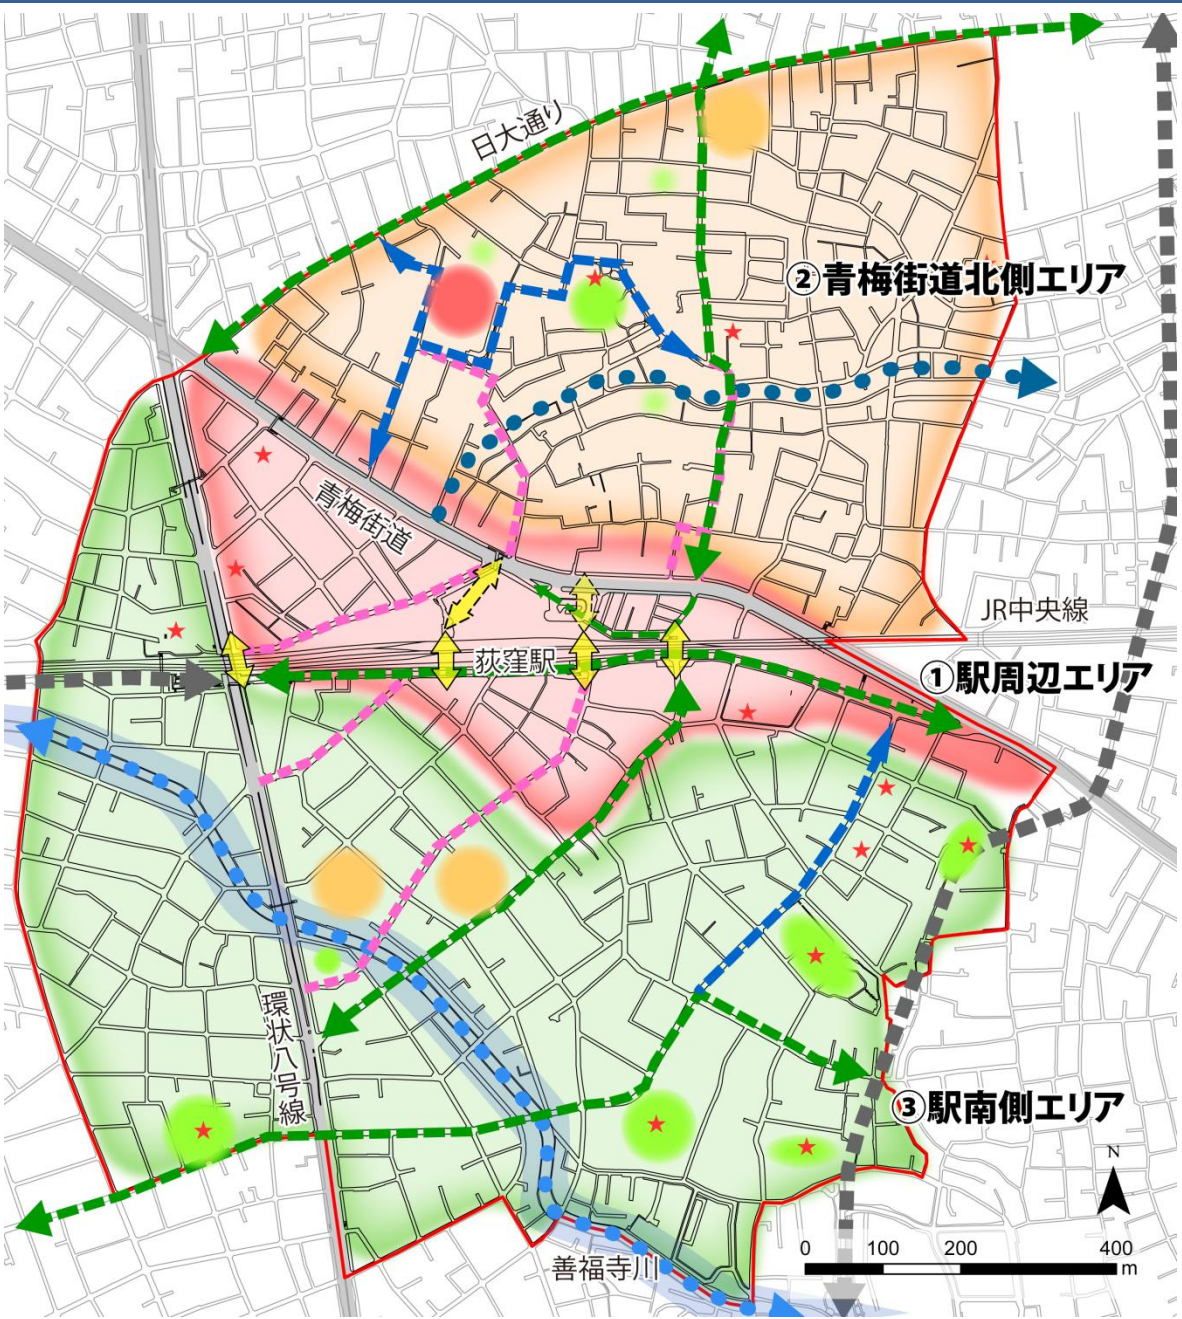 日大通り
②青梅街道北側エリア
青梅街道
JR中央線
荻窪駅
①駅周辺エリア
環状八号線
③駅南側エリア
N
善福寺川
0 100 200 400
m